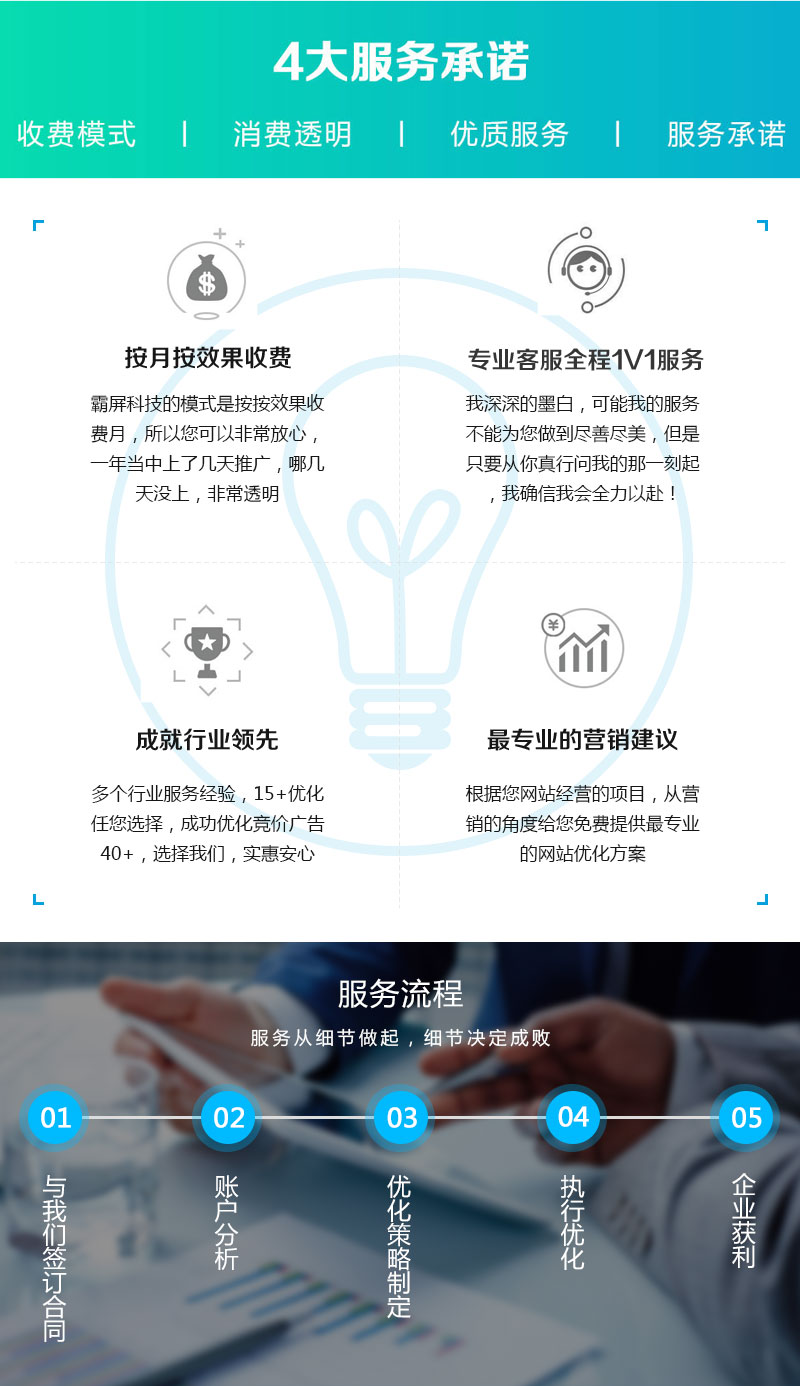 4大服务承诺
收费模式 | 消费透明 | 优质服务 | 服务承诺
$
按月按效果收费
霸屏科技的模式是按按效果收
费月，所以您可以非常放心，
一年当中上了几天推广，哪几
天没上，非常透明
专业客服全程1V1服务
我深深的墨白，可能我的服务
不能为您做到尽善尽美，但是
只要从你真行问我的那一刻起
，我确信我会全力以赴！
成就行业领先
多个行业服务经验，15+优化
任您选择，成功优化竞价广告
40+，选择我们，实惠安心
¥
最专业的营销建议
根据您网站经营的项目，从营
销的角度给您免费提供最专业
的网站优化方案
服务流程
服务从细节做起，细节决定成败
01
与我们签订合同
02
账户分析
03
优化策略制定
04
执行优化
05
企业获利